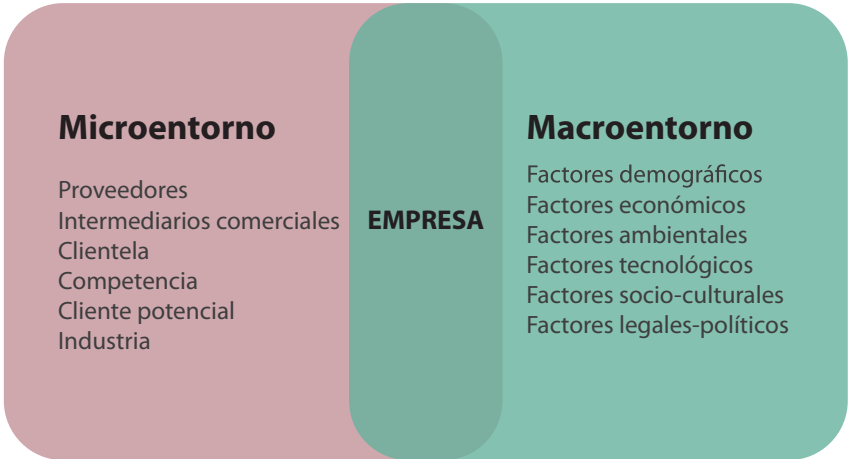 Microentorno
Proveedores
Intermediarios comerciales
Clientela
Competencia
Cliente potencial
Industria
EMPRESA
Macroentorno
Factores demográficos
Factores económicos
Factores ambientales
Factores tecnológicos
Factores socio-culturales
Factores legales-políticos